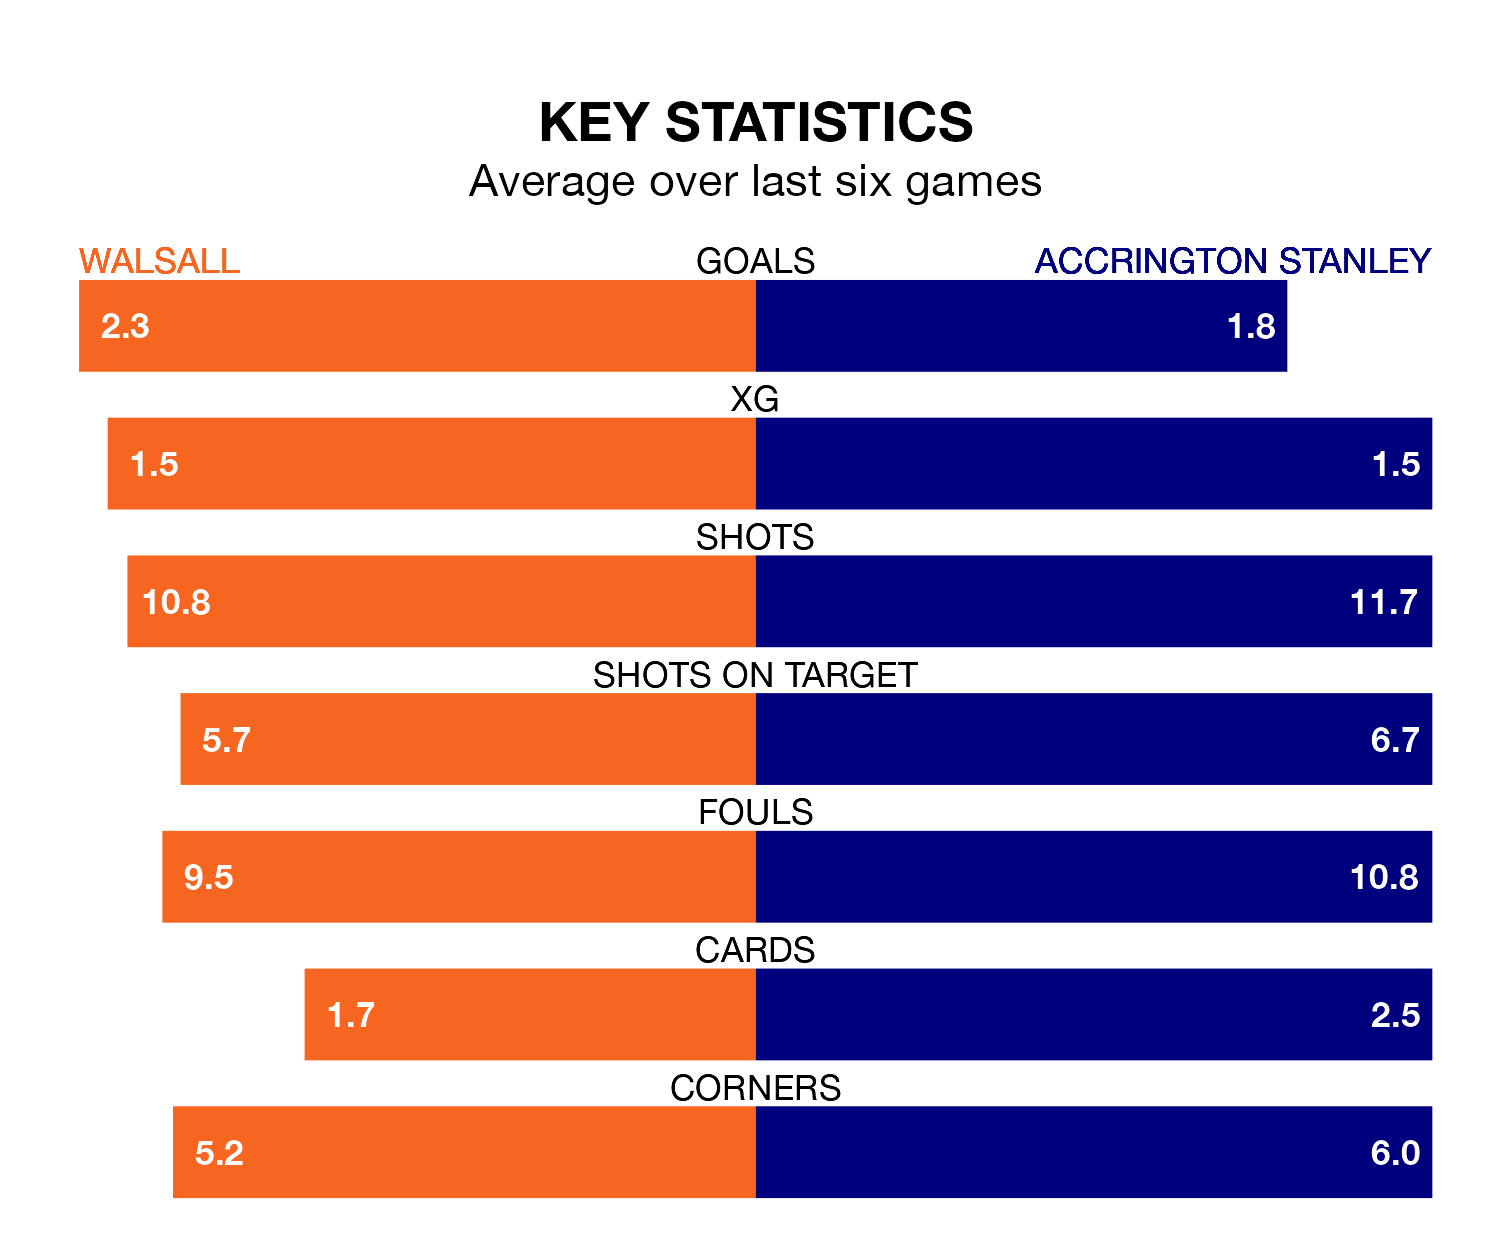 KEY STATISTICS
Average over last six games
WALSALL GOALS ACCRINGTON STANLEY
2.3 1.8
XG
1.5 1.5
SHOTS
10.8 11.7
SHOTS ON TARGET
5.7 6.7
FOULS
9.5 10.8
CARDS
1.7 2.5
CORNERS
5.2 6.0